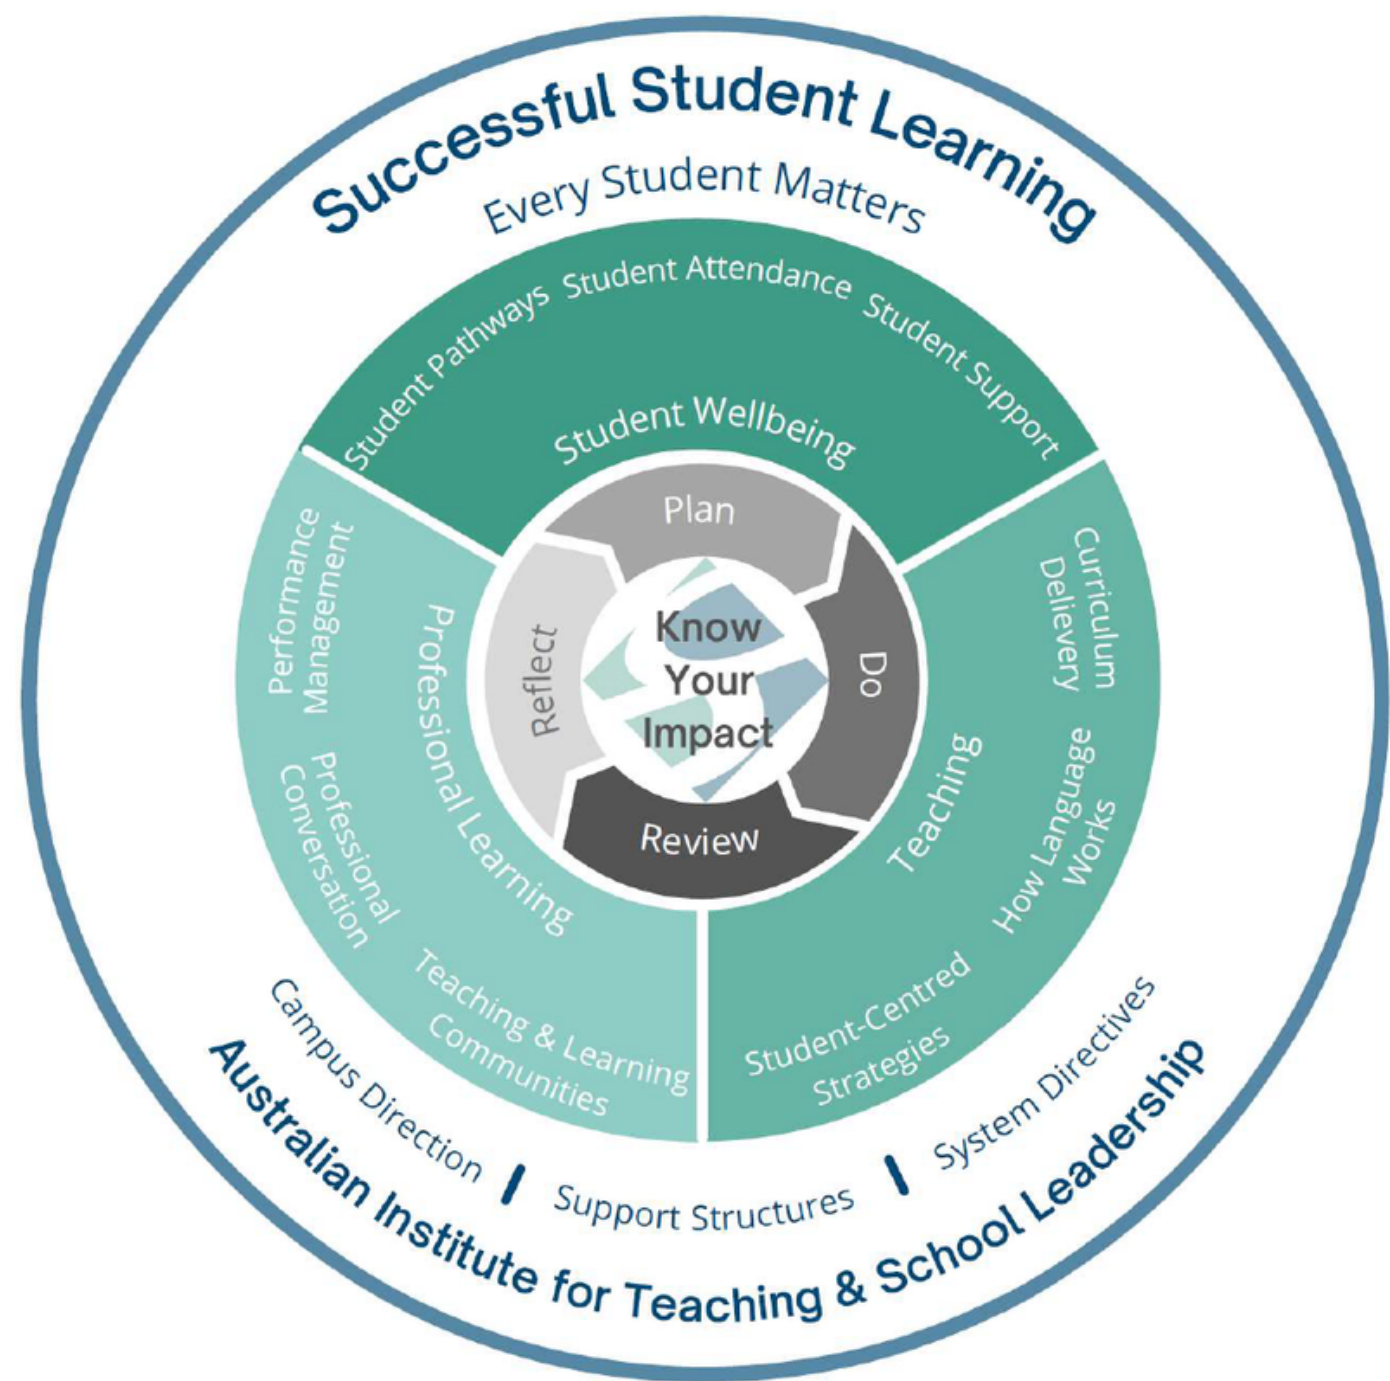 Successful Student Learning
Every Student Matters
Student Pathways
Student Attendance
Student Support
Student Wellbeing
Curriculum
Delievery
How Language
Works
Student-Centred
Strategies
Teaching
Performance
Management
Professional
Conversation
Teaching & Learning
Communities
Professional Learning
Plan
Do
Review
Reflect
Know
Your
Impact
Campus Direction
Support Structures
System Directives
Australian Institute for Teaching & School Leadership